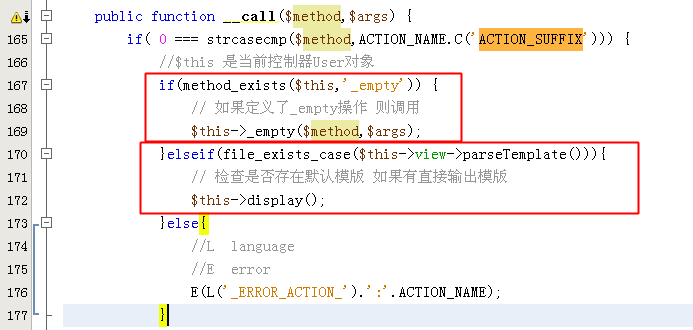 public function __call($method,$args) {
165 if( 0 === strcasecmp($method,ACTION_NAME.C('ACTION_SUFFIX'))) {
166 //$this 是当前控制器User对象
167 if(method_exists($this,'_empty')) {
168 // 如果定义了_empty操作 则调用
169 $this->_empty($method,$args);
170 }elseif(file_exists_case($this->view->parseTemplate())){
171 // 检查是否存在默认模版 如果有直接输出模版
172 $this->display();
173 }else{
174 //L language
175 //E error
176 E(L('_ERROR_ACTION_').':'.ACTION_NAME);
177 }